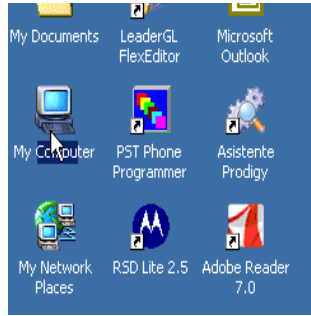 My Documents
LeaderGL
FlexEditor
Microsoft
Outlook
My Computer
PST Phone
Programmer
Asistente
Prodigy
My Network
Places
RSD Lite 2.5
Adobe Reader
7.0